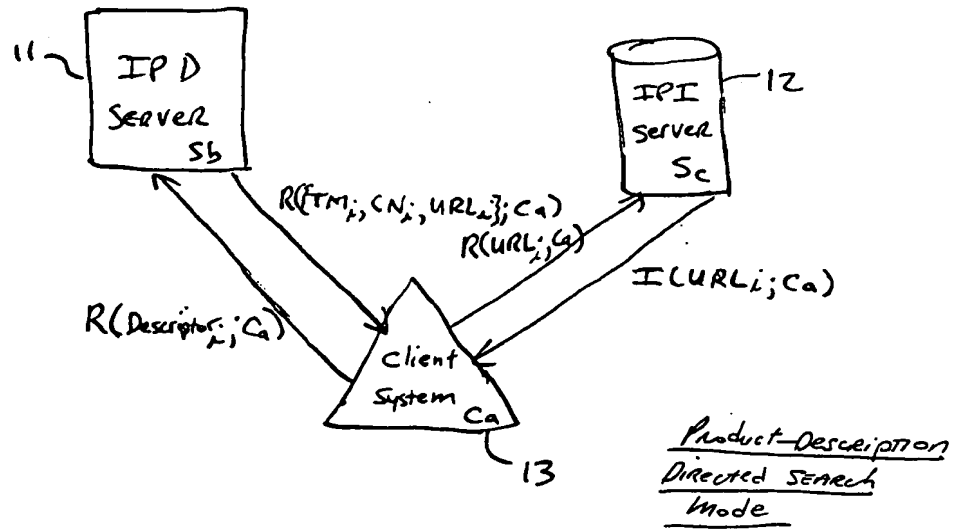 11
IPD
SERVER
Sb
12
IPI
Server
Sc
R([TMi, CNi, URLi]; Ca)
R(URLi; Ca)
I(URLi; Ca)
R(Descriptori; Ca)
Client
System
Ca
13
Product-Description
Directed SEARCH
Mode